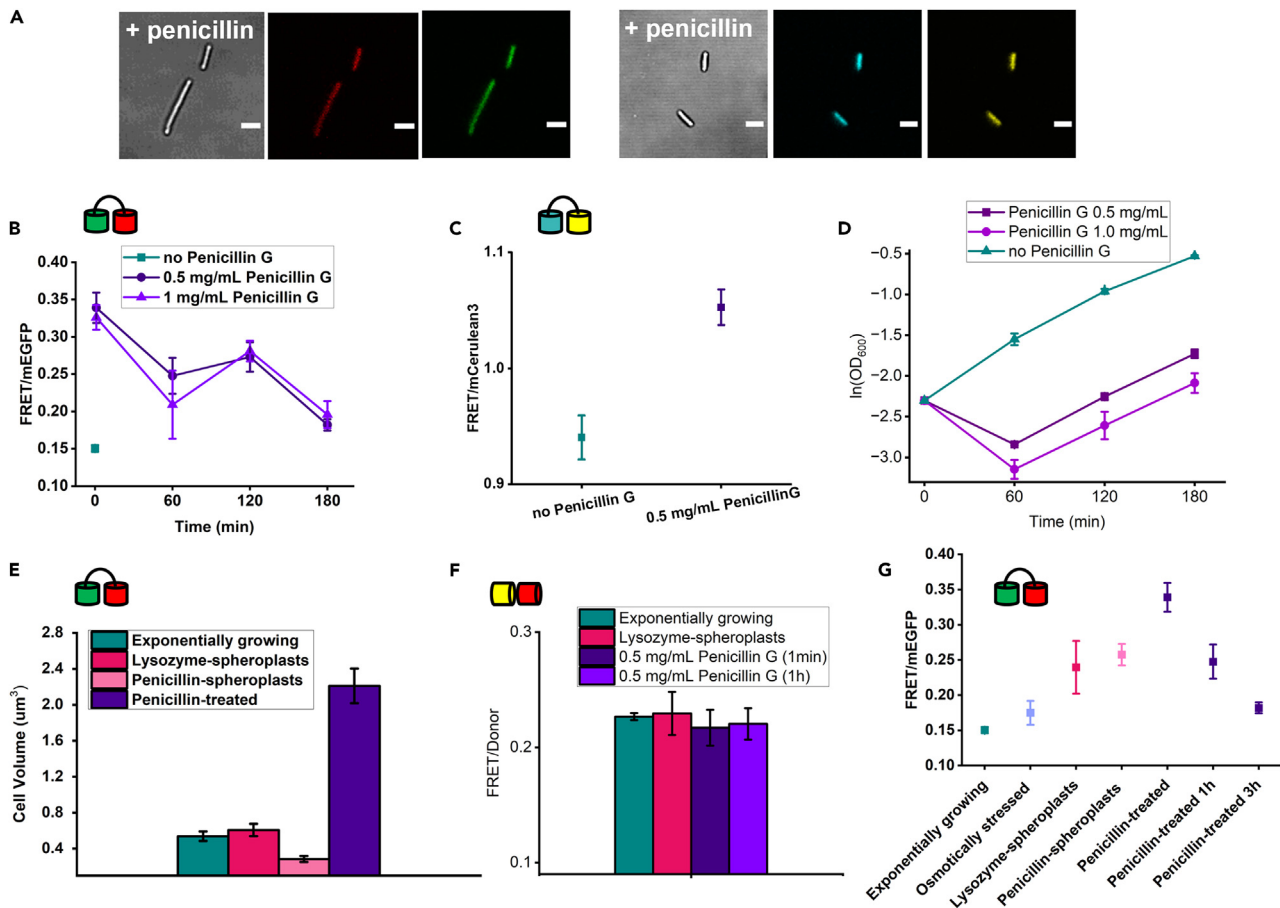 A
+ penicillin
+ penicillin
B
no Penicillin G
0.5 mg/mL Penicillin G
1 mg/mL Penicillin G
FRET/mEGFP
0.40
0.35
0.30
0.25
0.20
0.15
0.10
0
60
120
180
Time (min)
C
FRET/mCerulean3
1.1
1.0
0.9
no Penicillin G
0.5 mg/mL PenicillinG
D
Penicillin G 0.5 mg/mL
Penicillin G 1.0 mg/mL
no Penicillin G
ln(OD600)
−0.5
−1.0
−1.5
−2.0
−2.5
−3.0
0
60
120
180
Time (min)
E
Exponentially growing
Lysozyme-spheroplasts
Penicillin-spheroplasts
Penicillin-treated
Cell Volume (um³)
2.8
2.4
2.0
1.6
1.2
0.8
0.4
F
Exponentially growing
Lysozyme-spheroplasts
0.5 mg/mL Penicillin G (1min)
0.5 mg/mL Penicillin G (1h)
FRET/Donor
0.3
0.2
0.1
G
FRET/mEGFP
0.40
0.35
0.30
0.25
0.20
0.15
0.10
Exponentially growing
Osmotically stressed
Lysozyme-spheroplasts
Penicillin-spheroplasts
Penicillin-treated
Penicillin-treated 1h
Penicillin-treated 3h